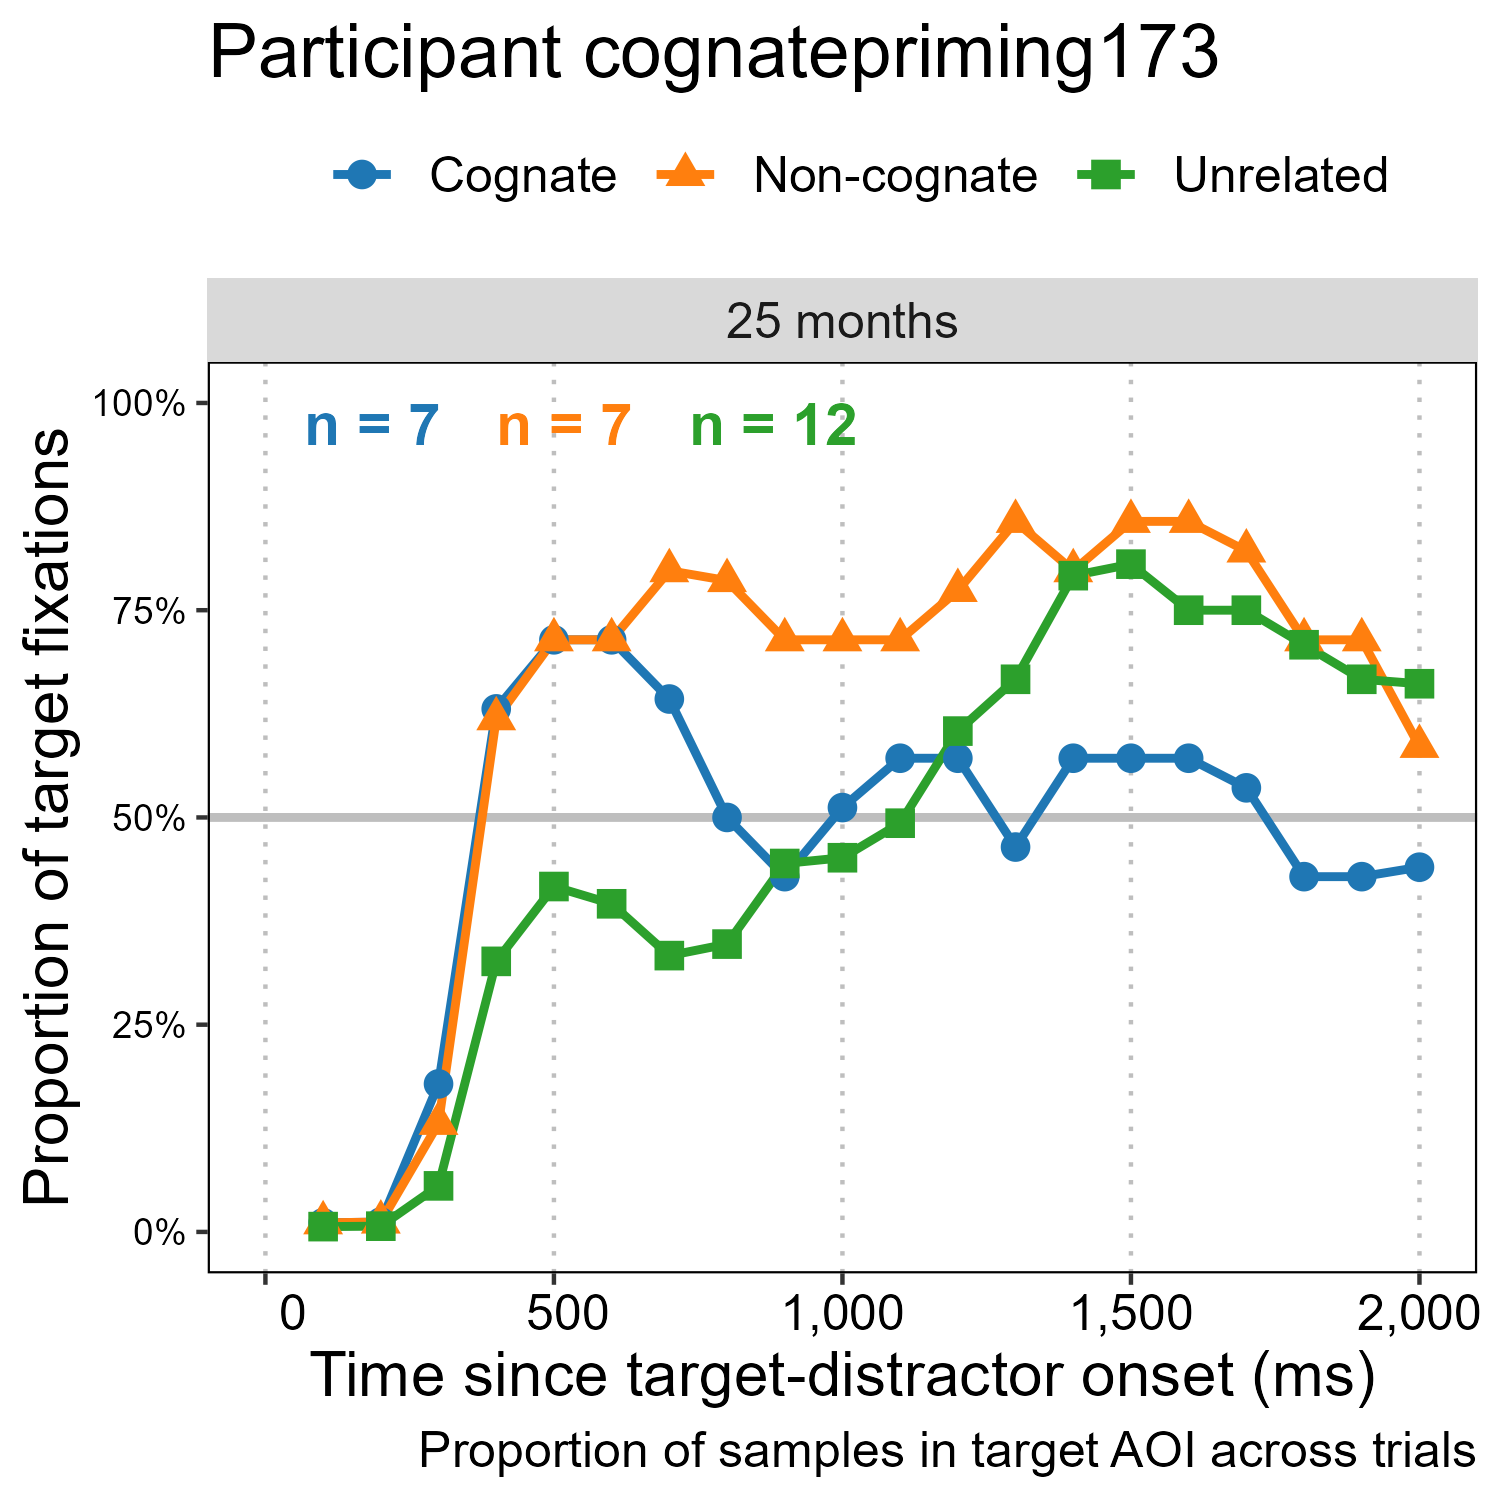 Participant cognatepriming173
Cognate Non-cognate Unrelated
25 months
n = 7 n = 7 n = 12
100%
75%
50%
25%
0%
Proportion of target fixations
0 500 1,000 1,500 2,000
Time since target-distractor onset (ms)
Proportion of samples in target AOI across trials